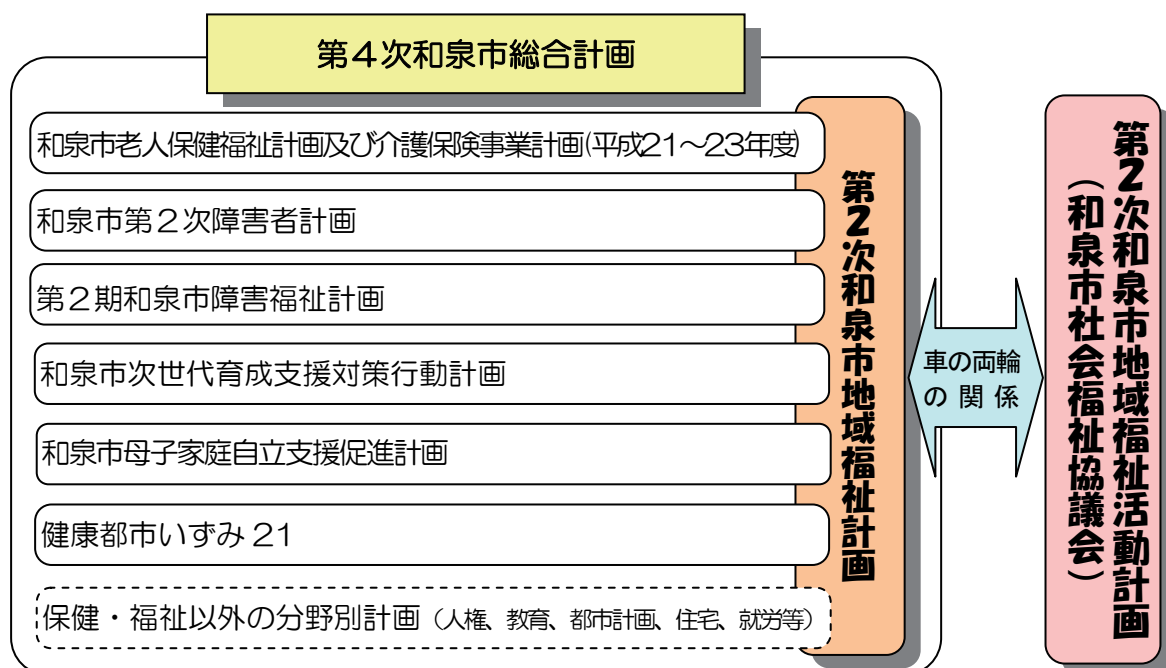 第４次和泉市総合計画
和泉市老人保健福祉計画及び介護保険事業計画(平成21～23年度)
和泉市第２次障害者計画
第２期和泉市障害福祉計画
和泉市次世代育成支援対策行動計画
和泉市母子家庭自立支援促進計画
健康都市いずみ 21
保健・福祉以外の分野別計画（人権、教育、都市計画、住宅、就労等）
第２次和泉市地域福祉計画
車の両輪
の 関 係
第２次和泉市地域福祉活動計画
（和泉市社会福祉協議会）